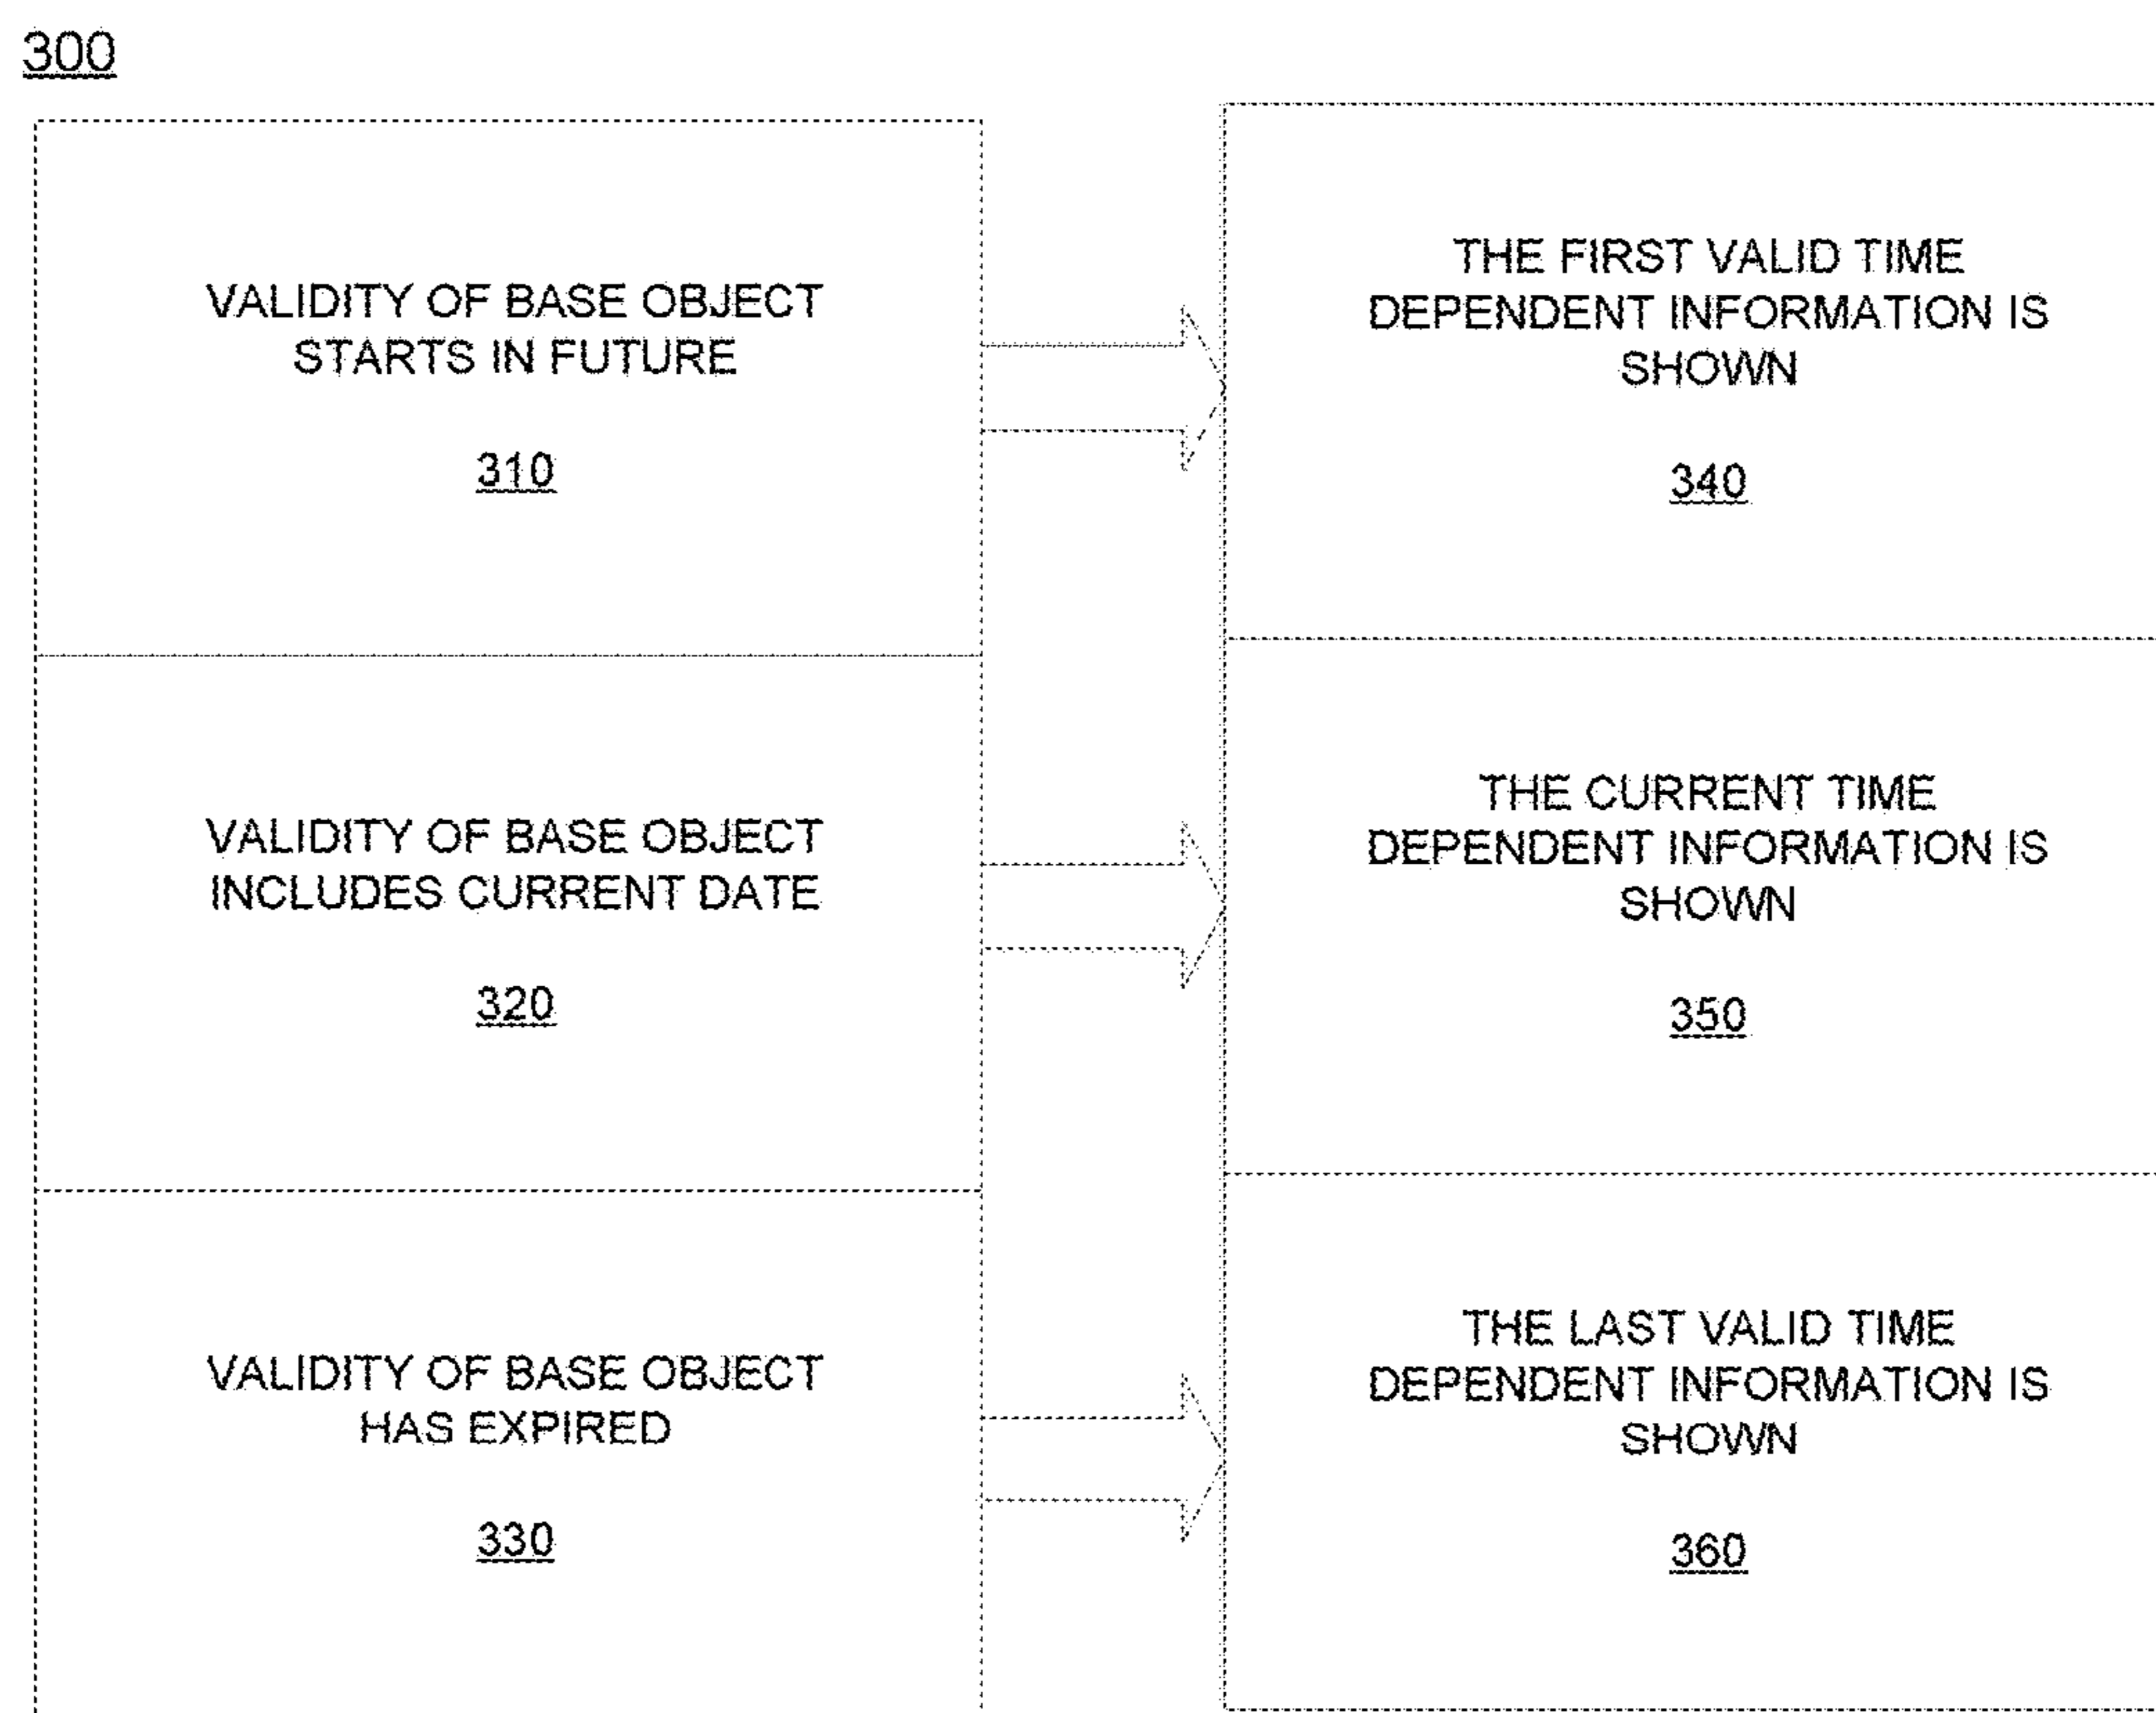 300
VALIDITY OF BASE OBJECT
STARTS IN FUTURE
310
THE FIRST VALID TIME
DEPENDENT INFORMATION IS
SHOWN
340
VALIDITY OF BASE OBJECT
INCLUDES CURRENT DATE
320
THE CURRENT TIME
DEPENDENT INFORMATION IS
SHOWN
350
VALIDITY OF BASE OBJECT
HAS EXPIRED
330
THE LAST VALID TIME
DEPENDENT INFORMATION IS
SHOWN
360